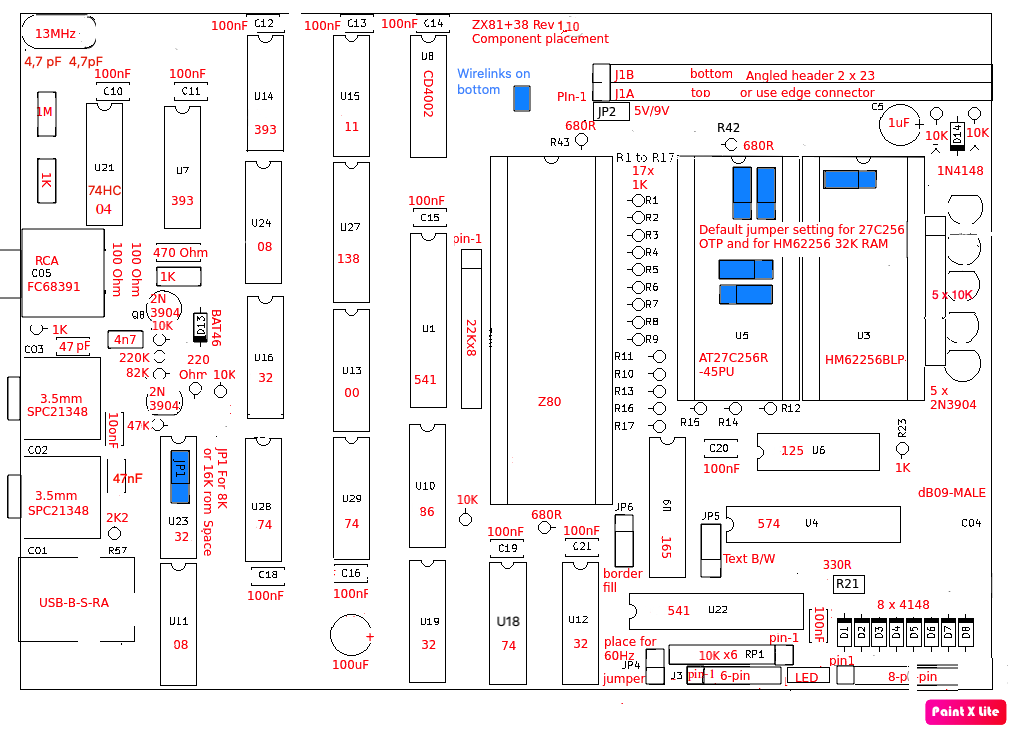 100nF C12
100nF C13
100nF C14
ZX81+38 Rev 1.10
Component placement
13MHz
4,7 pF 4,7pF
100nF
C10
100nF
C11
U8
CD4002
Wirelinks on
bottom
J1B bottom Angled header 2 x 23
J1A top or use edge connector
PIn-1
JP2 5V/9V
C5
1uF
+
10K
D14
10K
1N4148
1M
1K
U21
74HC
04
U7
393
U14
393
U15
11
680R
R43
R42
680R
R1 to R17
17x
1K
R1
R2
R3
R4
R5
R6
R7
R8
R9
R11
R10
R13
R16
R17
Default jumper setting for 27C256
OTP and for HM62256 32K RAM
U24
08
U27
138
100nF
C15
pin-1
22Kx8
RCA
CO5
FC68391
100 Ohm
100 Ohm
470 Ohm
1K
2N
3904
Q8
10K
D13
BAT46
1K
CO3
47 pF
4n7
220K
82K
220
Ohm
10K
2N
3904
U16
32
U13
00
U1
541
Z80
U5
AT27C256R
-45PU
U3
HM62256BLP-
5 x 10K
5 x
2N3904
3.5mm
SPC21348
100nF
CO2
47K
R15
R14
R12
3.5mm
SPC21348
47nF
2K2
JP1
JP1 For 8K
or 16K rom Space
U23
32
U28
74
U29
74
U10
86
10K
680R
U9
165
C20
100nF
125 U6
R23
1K
dB09-MALE
CO1
R57
USB-B-S-RA
JP6
border
fill
JP5
Text B/W
574 U4
CO4
C18
100nF
C16
100nF
100nF
C19
100nF
C21
330R
R21
U11
08
+
100uF
U19
32
U18
74
U12
32
541 U22
100nF
8 x 4148
D1
D2
D3
D4
D5
D6
D7
D8
place for
60Hz
JP4
jumper
10K x6 RP1
pin-1
J3
pin-1
6-pin
LED
pin1
Paint X Lite